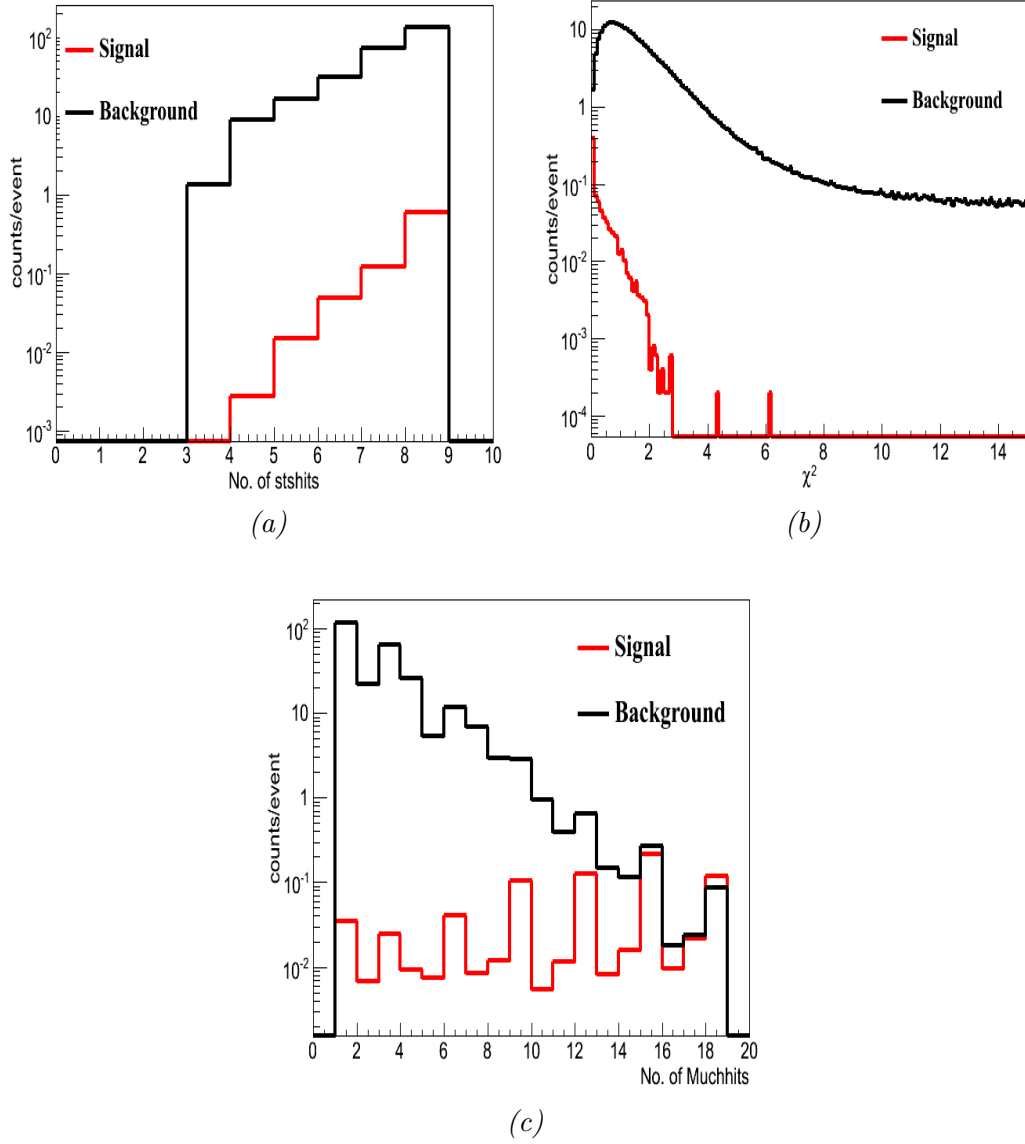 counts/event
10²
10
1
10⁻¹
10⁻²
10⁻³
Signal
Background
0 1 2 3 4 5 6 7 8 9 10
No. of stshits
(a)
counts/event
10
1
10⁻¹
10⁻²
10⁻³
10⁻⁴
Signal
Background
0 2 4 6 8 10 12 14
χ²
(b)
counts/event
10²
10
1
10⁻¹
10⁻²
Signal
Background
0 2 4 6 8 10 12 14 16 18 20
No. of Muchhits
(c)